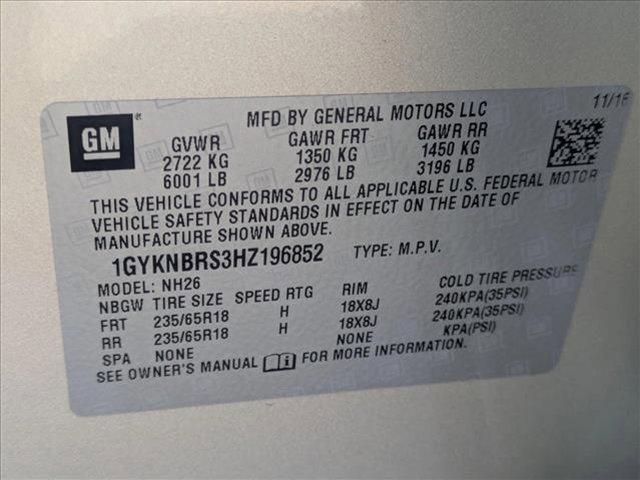 GM
®
MFD BY GENERAL MOTORS LLC
11/16
GVWR GAWR FRT GAWR RR
2722 KG 1350 KG 1450 KG
6001 LB 2976 LB 3196 LB
THIS VEHICLE CONFORMS TO ALL APPLICABLE U.S. FEDERAL MOTOR
VEHICLE SAFETY STANDARDS IN EFFECT ON THE DATE OF
MANUFACTURE SHOWN ABOVE.
1GYKNBRS3HZ196852 TYPE: M.P.V.
MODEL: NH26
NBGW TIRE SIZE SPEED RTG RIM COLD TIRE PRESSURE
FRT 235/65R18 H 18X8J 240KPA(35PSI)
RR 235/65R18 H 18X8J 240KPA(35PSI)
SPA NONE NONE KPA(PSI)
SEE OWNER'S MANUAL FOR MORE INFORMATION.